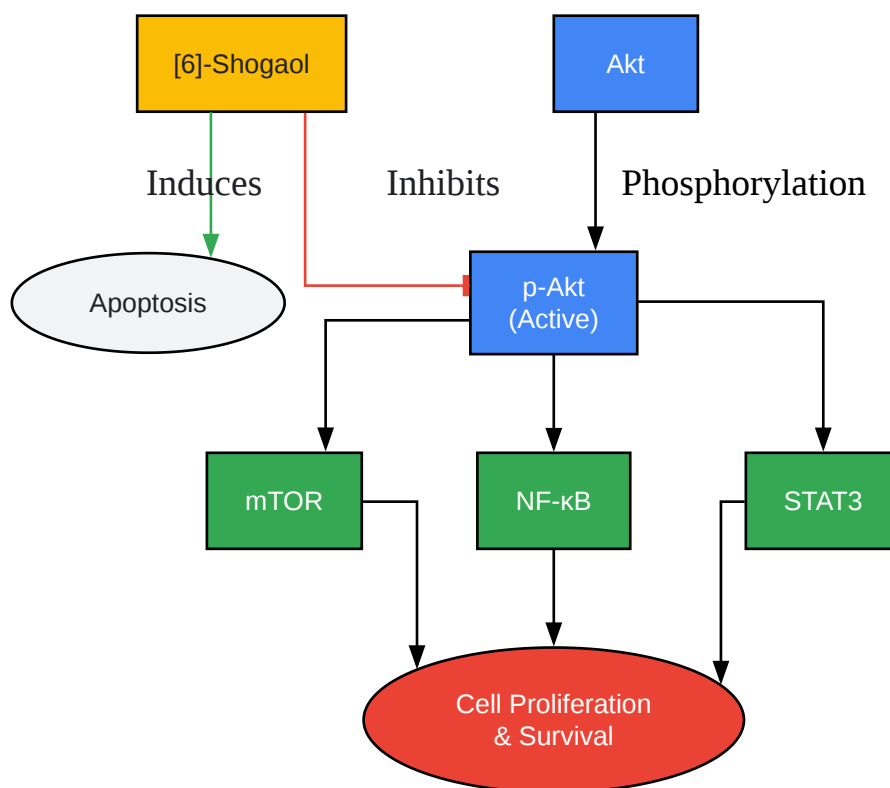 [6]-Shogaol
Akt
Induces
Inhibits
Phosphorylation
Apoptosis
p-Akt
(Active)
mTOR
NF-κB
STAT3
Cell Proliferation
& Survival